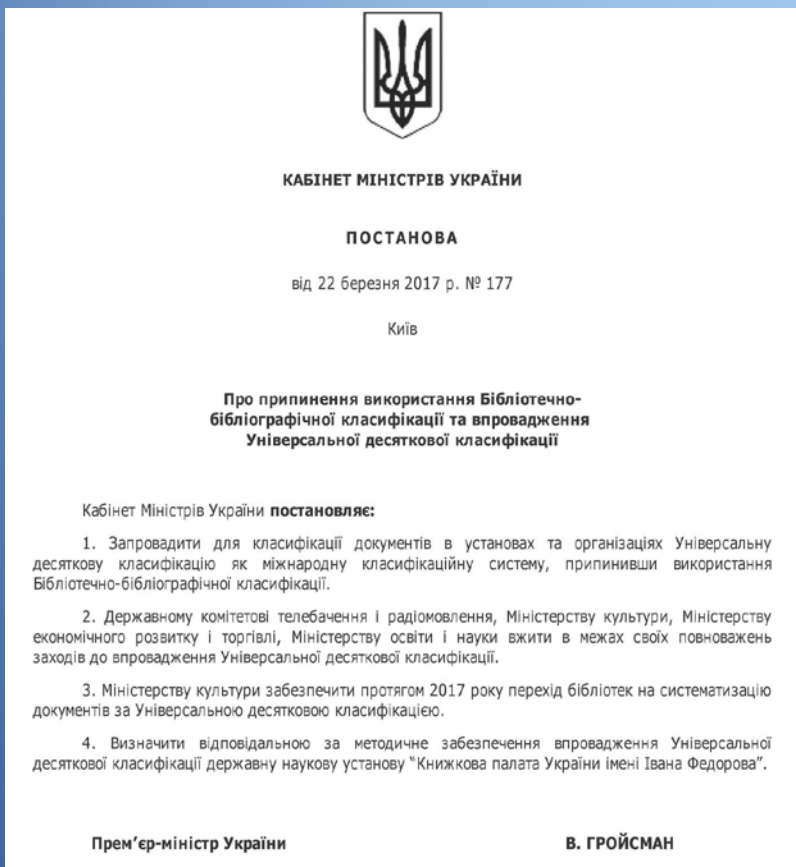 КАБІНЕТ МІНІСТРІВ УКРАЇНИ
ПОСТАНОВА
від 22 березня 2017 р. № 177
Київ
Про припинення використання Бібліотечно-
бібліографічної класифікації та впровадження
Універсальної десяткової класифікації
Кабінет Міністрів України постановляє:
1. Запровадити для класифікації документів в установах та організаціях Універсальну
десяткову класифікацію як міжнародну класифікаційну систему, припинивши використання
Бібліотечно-бібліографічної класифікації.
2. Державному комітетові телебачення і радіомовлення, Міністерству культури, Міністерству
економічного розвитку і торгівлі, Міністерству освіти і науки вжити в межах своїх повноважень
заходів до впровадження Універсальної десяткової класифікації.
3. Міністерству культури забезпечити протягом 2017 року перехід бібліотек на систематизацію
документів за Універсальною десятковою класифікацією.
4. Визначити відповідальною за методичне забезпечення впровадження Універсальної
десяткової класифікації державну наукову установу “Книжкова палата України імені Івана Федорова”.
Прем’єр-міністр України В. ГРОЙСМАН